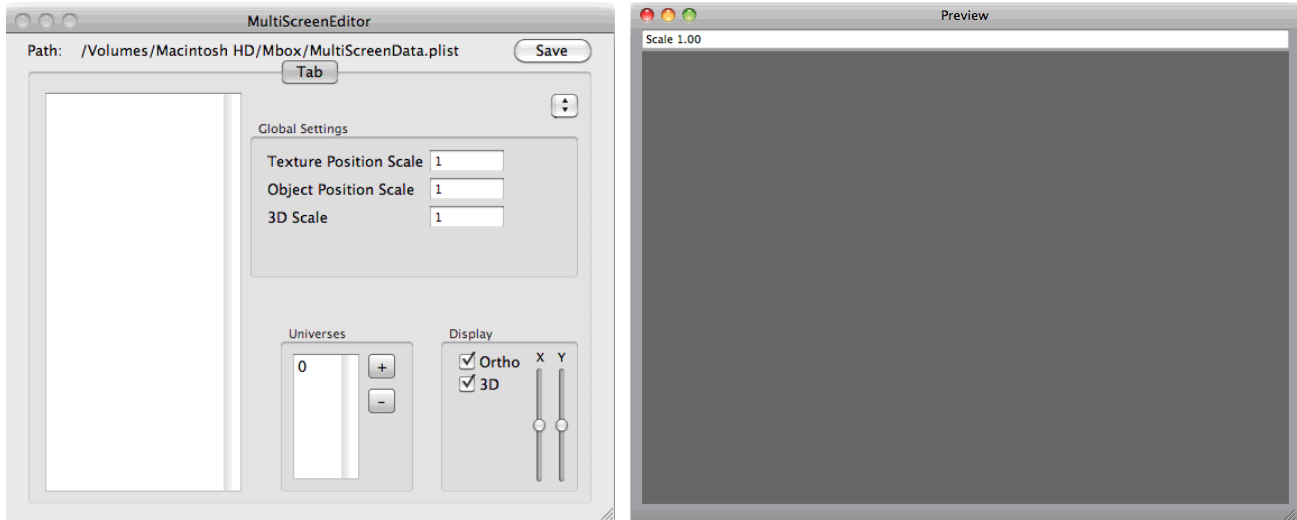 MultiScreenEditor
Path: /Volumes/Macintosh HD/Mbox/MultiScreenData.plist Save
Tab
Global Settings
Texture Position Scale 1
Object Position Scale 1
3D Scale 1
Universes
0
+
-
Display
Ortho X Y
3D
Preview
Scale 1.00